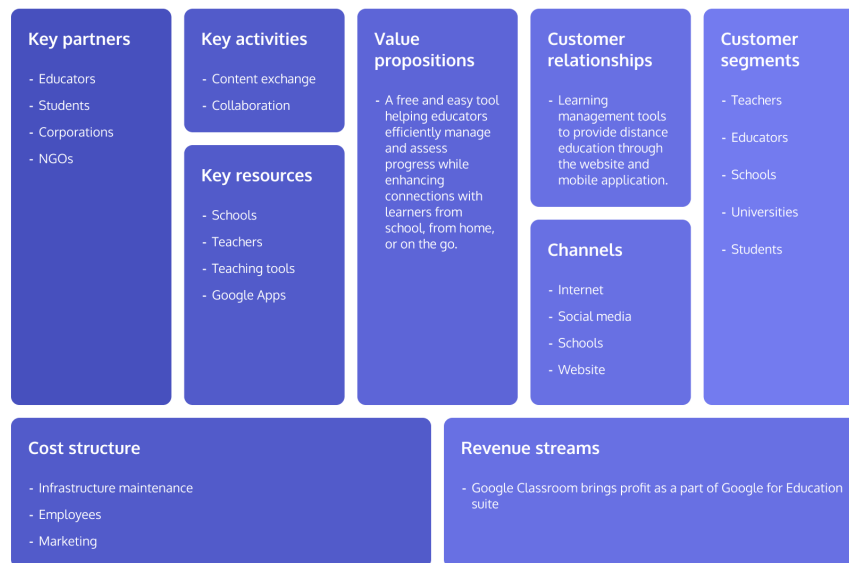 Key partners
- Educators
- Students
- Corporations
- NGOs
Key activities
- Content exchange
- Collaboration
Key resources
- Schools
- Teachers
- Teaching tools
- Google Apps
Value
propositions
- A free and easy tool
helping educators
efficiently manage
and assess
progress while
enhancing
connections with
learners from
school, from home,
or on the go.
Customer
relationships
- Learning
management tools
to provide distance
education through
the website and
mobile application.
Channels
- Internet
- Social media
- Schools
- Website
Customer
segments
- Teachers
- Educators
- Schools
- Universities
- Students
Cost structure
- Infrastructure maintenance
- Employees
- Marketing
Revenue streams
- Google Classroom brings profit as a part of Google for Education
suite